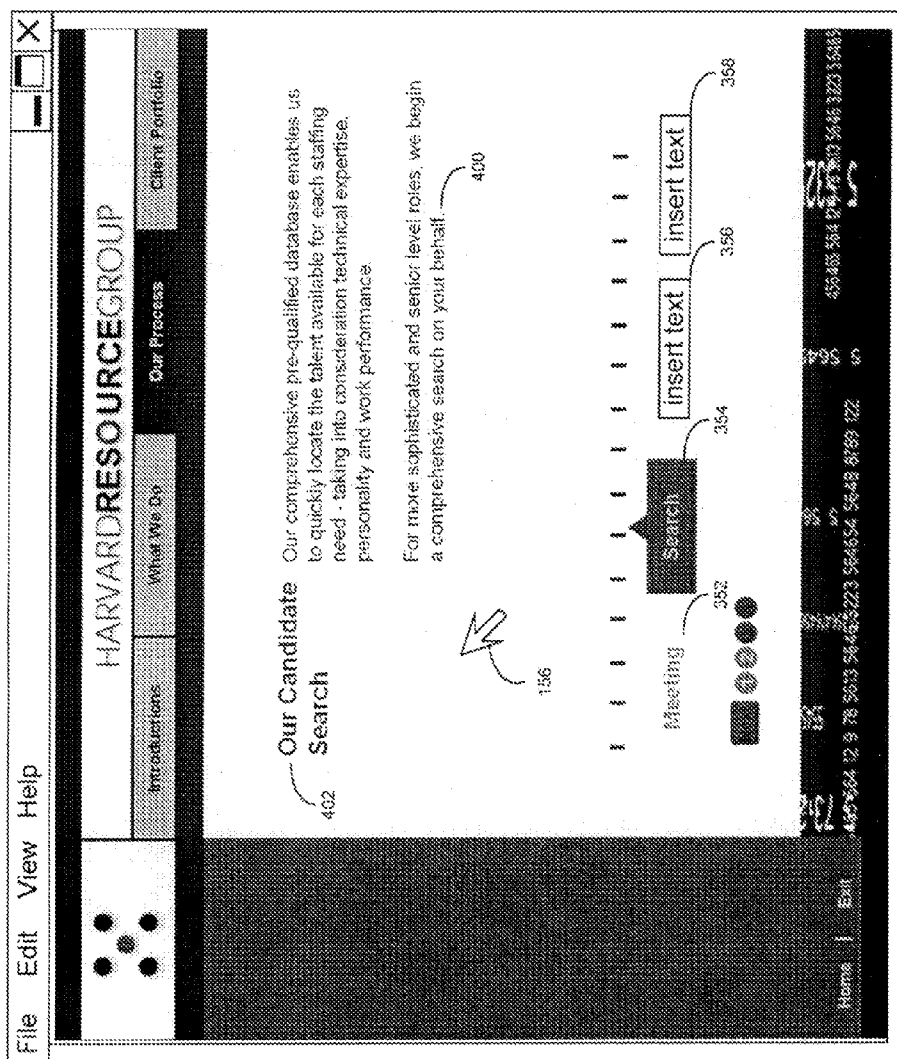 File Edit View Help
HARVARDRESOURCEGROUP
Introductions What We Do Our Process Client Portfolio
Our Candidate
Search
402
Our comprehensive pre-qualified database enables us
to quickly locate the talent available for each staffing
need - taking into consideration technical expertise,
personality and work performance.
For more sophisticated and senior level roles, we begin
a comprehensive search on your behalf.
400
156
Meeting Search insert text insert text
352 354 356 358
Home | Exit